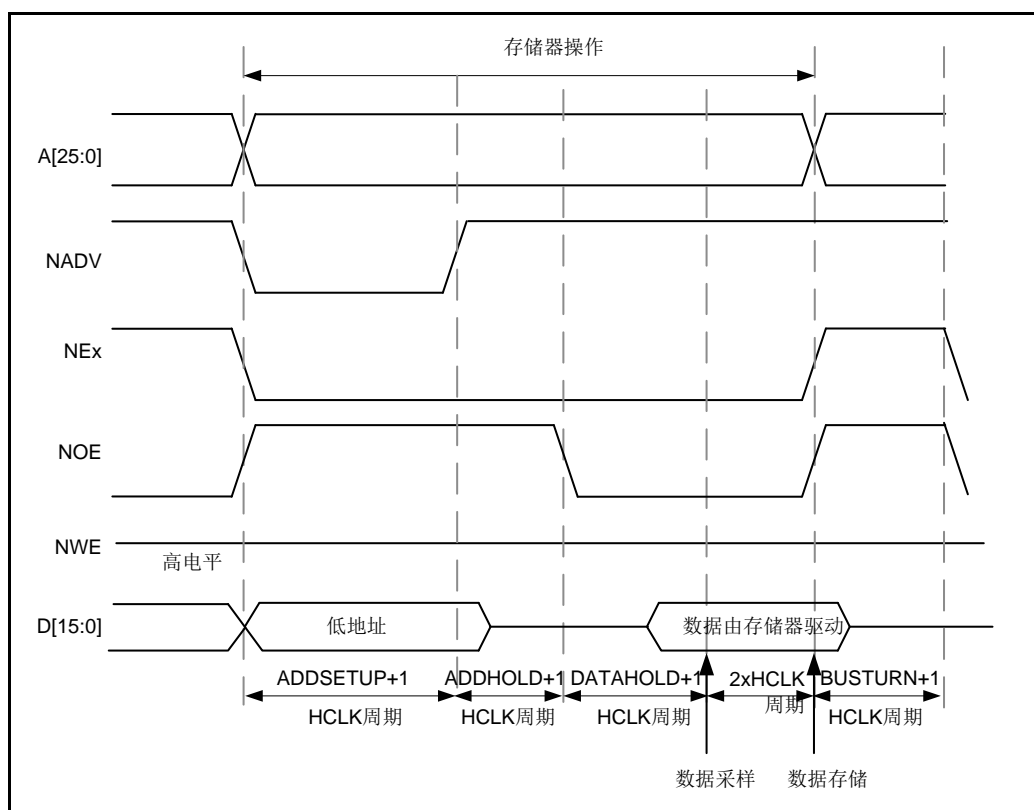 存储器操作
A[25:0]
NADV
NEx
NOE
NWE
高电平
D[15:0]
低地址
数据由存储器驱动
ADDSETUP+1
HCLK周期
ADDHOLD+1
HCLK周期
DATAHOLD+1
HCLK周期
2xHCLK
周期
BUSTURN+1
HCLK周期
数据采样
数据存储